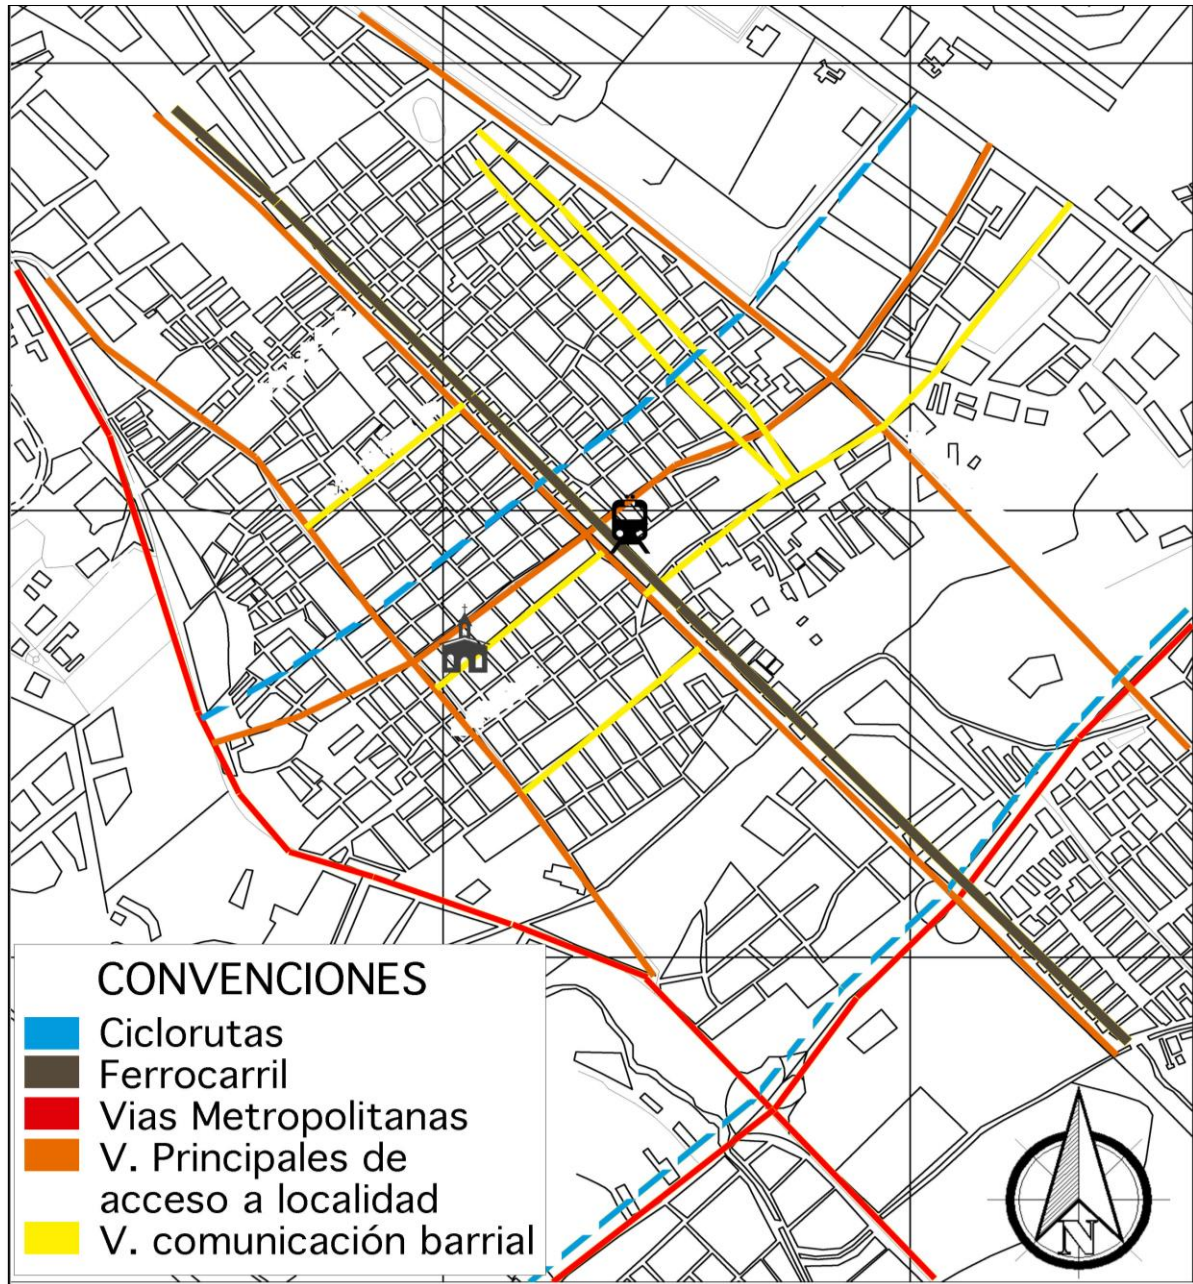 CONVENCIONES
Ciclorutas
Ferrocarril
Vias Metropolitanas
V. Principales de
acceso a localidad
V. comunicación barrial
N